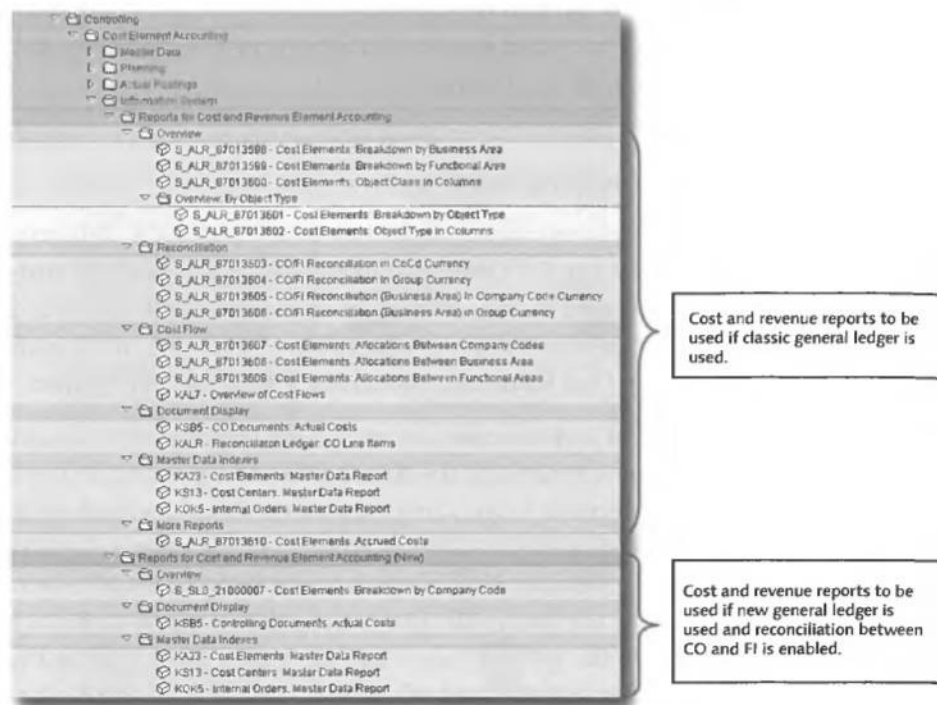 Controlling
Cost Element Accounting
Master Data
Planning
Actual Postings
Information System
Reports for Cost and Revenue Element Accounting
Overview
S_ALR_87013598 - Cost Elements: Breakdown by Business Area
S_ALR_87013599 - Cost Elements: Breakdown by Functional Area
S_ALR_87013600 - Cost Elements: Object Class in Columns
Overview: By Object Type
S_ALR_87013601 - Cost Elements: Breakdown by Object Type
S_ALR_87013602 - Cost Elements: Object Type in Columns
Reconciliation
S_ALR_87013603 - CO/FI Reconciliation in CoCd Currency
S_ALR_87013604 - CO/FI Reconciliation in Group Currency
S_ALR_87013605 - CO/FI Reconciliation (Business Area) in Company Code Currency
S_ALR_87013606 - CO/FI Reconciliation (Business Area) in Group Currency
Cost Flow
S_ALR_87013607 - Cost Elements: Allocations Between Company Codes
S_ALR_87013608 - Cost Elements: Allocations Between Business Area
S_ALR_87013609 - Cost Elements: Allocations Between Functional Areas
KAL7 - Overview of Cost Flows
Document Display
KSB5 - CO Documents: Actual Costs
KALR - Reconciliaton Ledger: CO Line Items
Master Data Indexes
KA23 - Cost Elements: Master Data Report
KS13 - Cost Centers: Master Data Report
KOK5 - Internal Orders: Master Data Report
More Reports
S_ALR_87013610 - Cost Elements: Accrued Costs
Reports for Cost and Revenue Element Accounting (New)
Overview
S_SL0_21000007 - Cost Elements: Breakdown by Company Code
Document Display
KSB5 - Controlling Documents: Actual Costs
Master Data Indexes
KA23 - Cost Elements: Master Data Report
KS13 - Cost Centers: Master Data Report
KOK5 - Internal Orders: Master Data Report
Cost and revenue reports to be
used if classic general ledger is
used.
Cost and revenue reports to be
used if new general ledger is
used and reconciliation between
CO and FI is enabled.